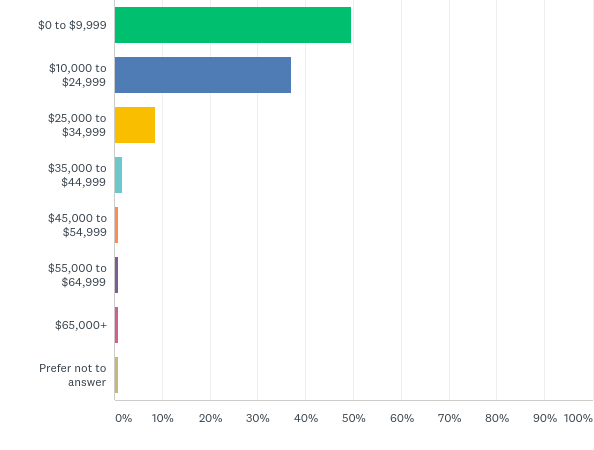 $0 to $9,999
$10,000 to
$24,999
$25,000 to
$34,999
$35,000 to
$44,999
$45,000 to
$54,999
$55,000 to
$64,999
$65,000+
Prefer not to
answer
0% 10% 20% 30% 40% 50% 60% 70% 80% 90% 100%